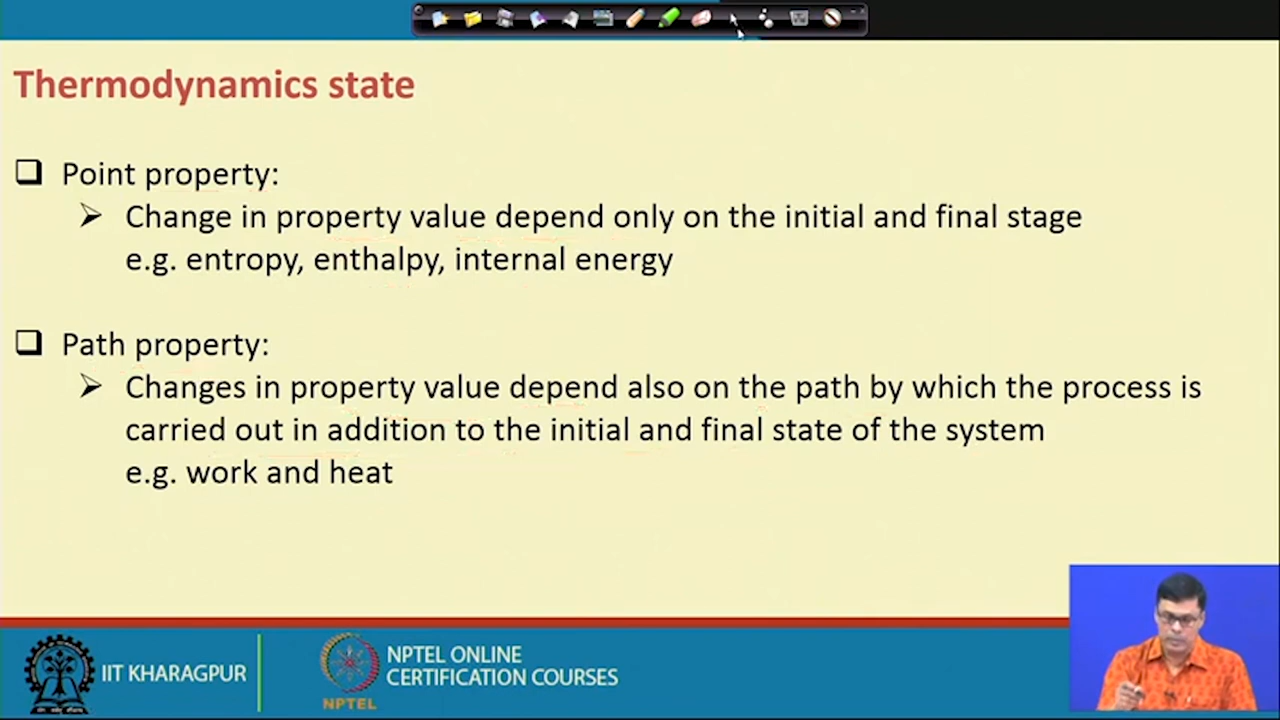 Thermodynamics state
Point property:
Change in property value depend only on the initial and final stage
e.g. entropy, enthalpy, internal energy
Path property:
Changes in property value depend also on the path by which the process is
carried out in addition to the initial and final state of the system
e.g. work and heat
IIT KHARAGPUR
NPTEL
NPTEL ONLINE
CERTIFICATION COURSES